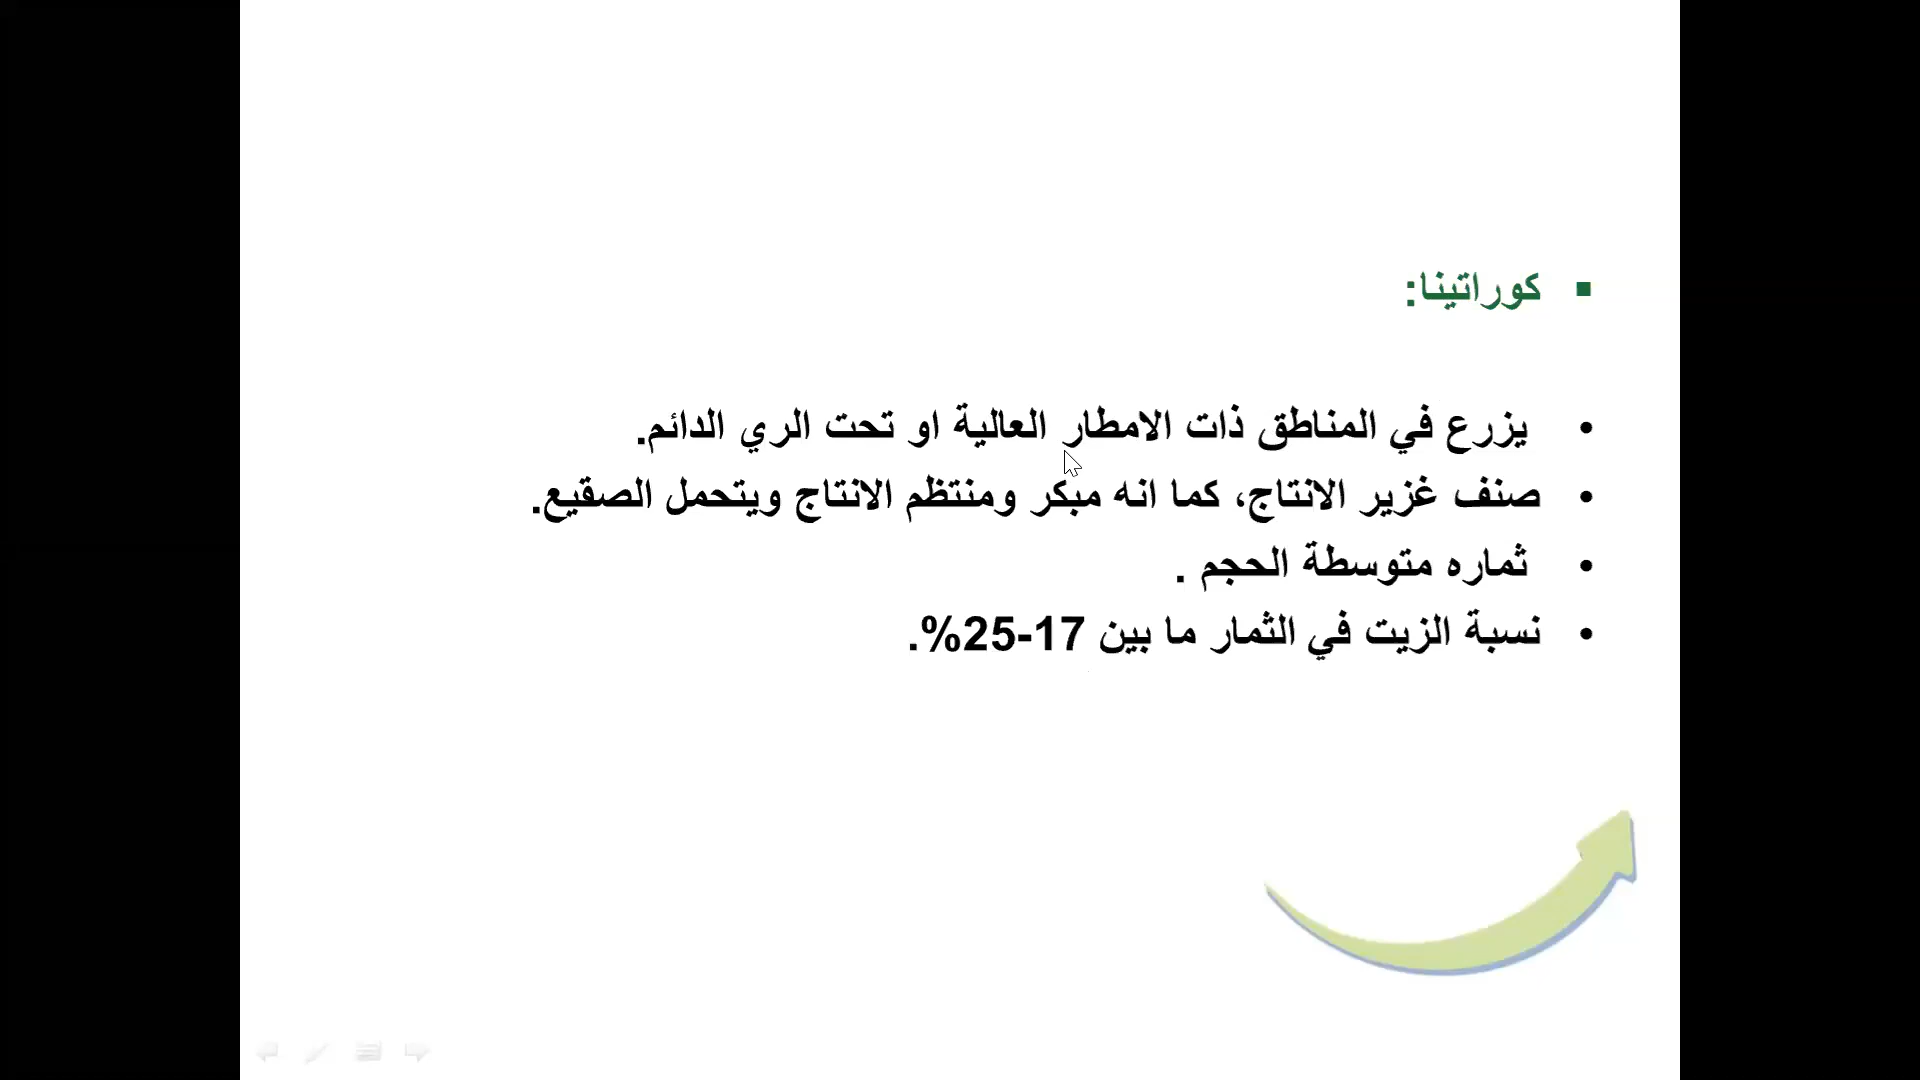 ▪ كوراتينا:
• يزرع في المناطق ذات الامطار العالية او تحت الري الدائم.
• صنف غزير الانتاج، كما انه مبكر ومنتظم الانتاج ويتحمل الصقيع.
• ثماره متوسطة الحجم .
• نسبة الزيت في الثمار ما بين 17-25%.